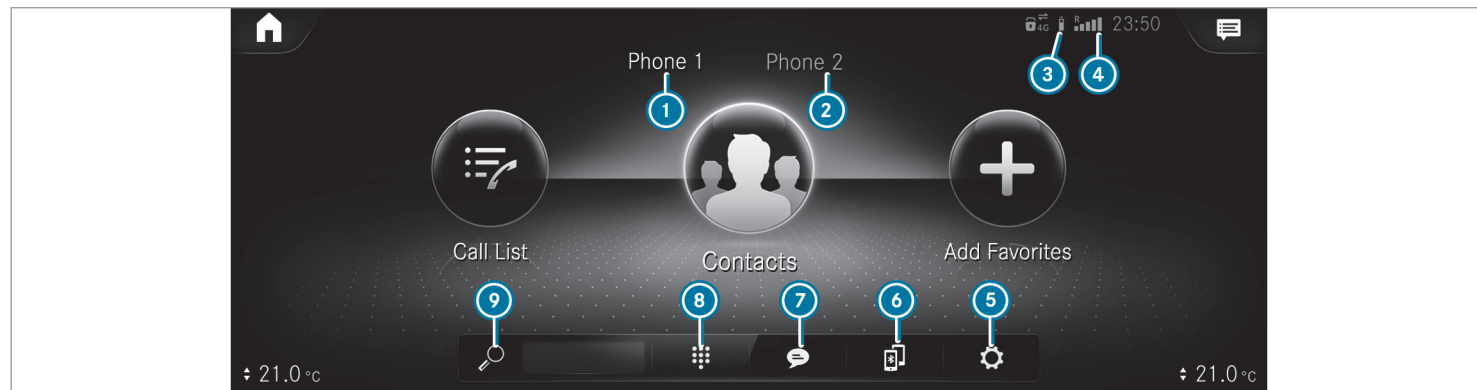 4G R 23:50
Phone 1 Phone 2
3 4
1 2
Call List Contacts Add Favorites
9 8 7 6 5
21.0 °C 21.0 °C